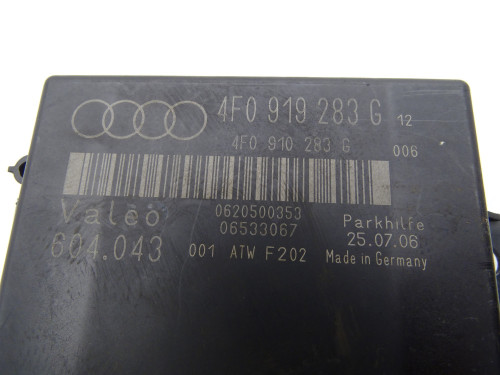 4F0 919 283 G 12
4F0 910 283 G 006
Valeo 0620500353 Parkhilfe
06533067 25.07.06
604.043 001 ATW F202 Made in Germany